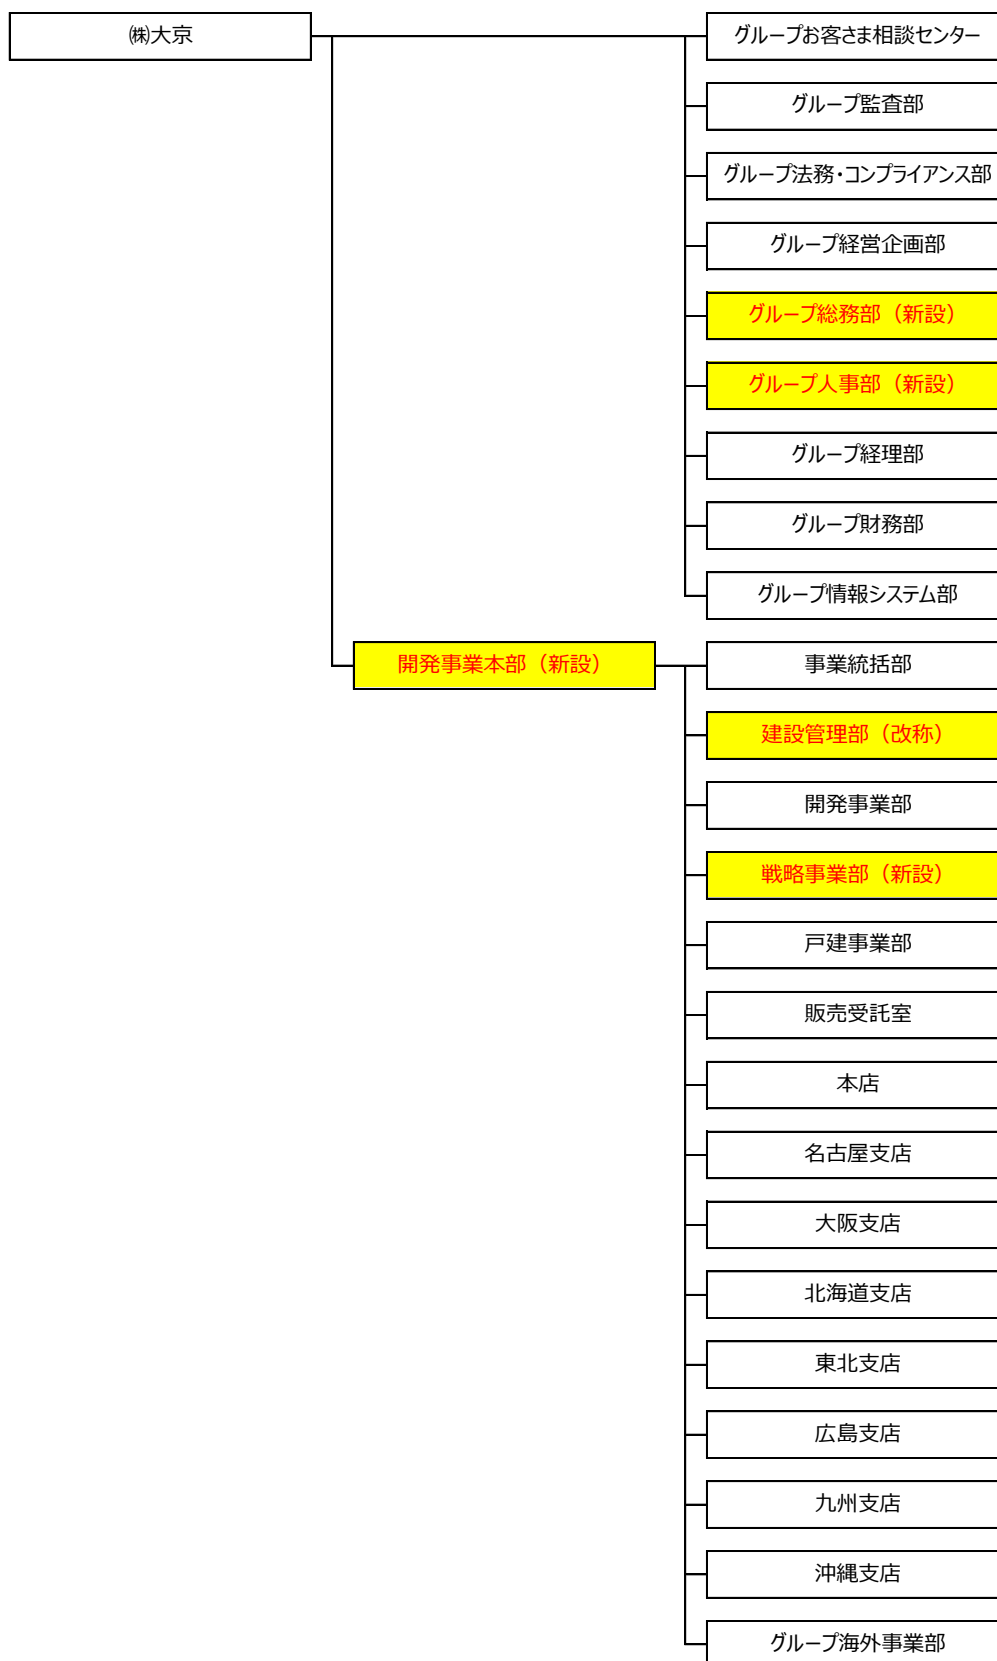 ㈱大京
グループお客さま相談センター
グループ監査部
グループ法務・コンプライアンス部
グループ経営企画部
グループ総務部（新設）
グループ人事部（新設）
グループ経理部
グループ財務部
グループ情報システム部
開発事業本部（新設）
事業統括部
建設管理部（改称）
開発事業部
戦略事業部（新設）
戸建事業部
販売受託室
本店
名古屋支店
大阪支店
北海道支店
東北支店
広島支店
九州支店
沖縄支店
グループ海外事業部